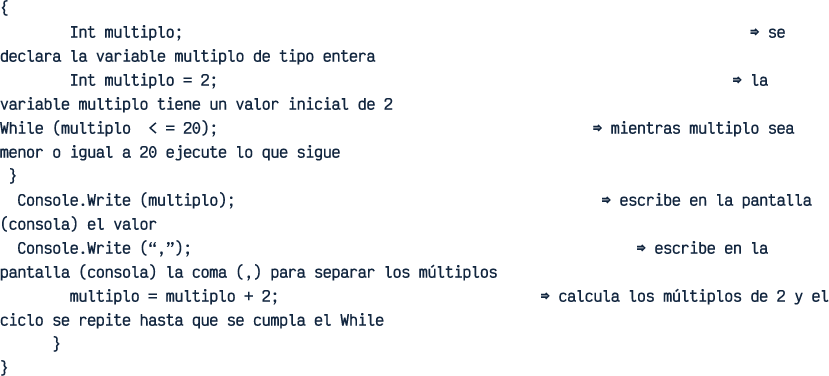 {
Int multiplo; ⇒ se
declara la variable multiplo de tipo entera
Int multiplo = 2; ⇒ la
variable multiplo tiene un valor inicial de 2
While (multiplo < = 20); ⇒ mientras multiplo sea
menor o igual a 20 ejecute lo que sigue
}
Console.Write (multiplo); ⇒ escribe en la pantalla
(consola) el valor
Console.Write (“,”); ⇒ escribe en la
pantalla (consola) la coma (,) para separar los múltiplos
multiplo = multiplo + 2; ⇒ calcula los múltiplos de 2 y el
ciclo se repite hasta que se cumpla el While
}
}